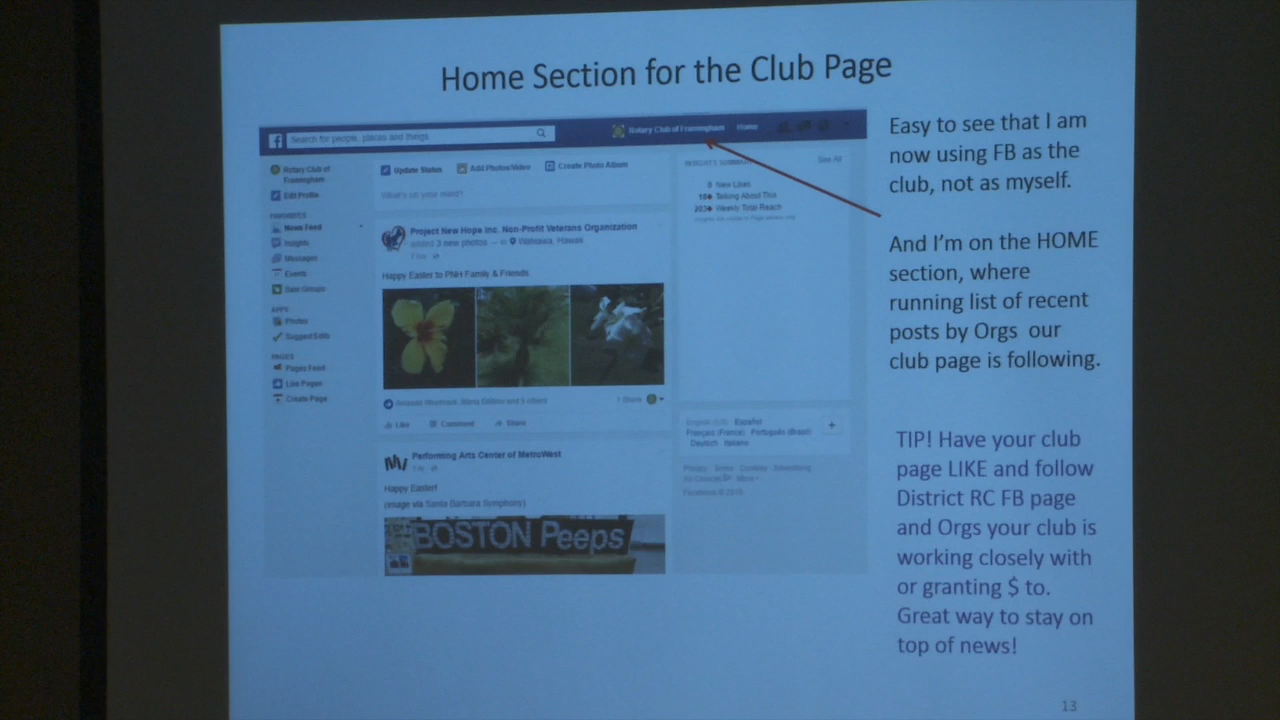 Home Section for the Club Page
Search for people, places and things
Rotary Club of Framingham Home
Easy to see that I am
now using FB as the
club, not as myself.
And I'm on the HOME
section, where
running list of recent
posts by Orgs our
club page is following.
TIP! Have your club
page LIKE and follow
District RC FB page
and Orgs your club is
working closely with
or granting $ to.
Great way to stay on
top of news!
Rotary Club of
Framingham
Edit Profile
FAVORITES
News Feed
Insights
Messages
Events
Sale Groups
APPS
Photos
Suggested Edits
PAGES
Pages Feed
Like Pages
Create Page
Update Status Add Photos/Video Create Photo Album
What's on your mind?
Project New Hope Inc. Non-Profit Veterans Organization
added 3 new photos — in Wahiawa, Hawaii
Happy Easter to PNH Family & Friends
1 Share
Like Comment Share
Performing Arts Center of MetroWest
Happy Easter!
(image via Santa Barbara Symphony)
BOSTON Peeps
See All
New Likes
Talking About This
Weekly Total Reach
English (US) Español
Français (France) Português (Brasil)
Deutsch Italiano
Privacy Terms Cookies Advertising
Ad Choices More
13